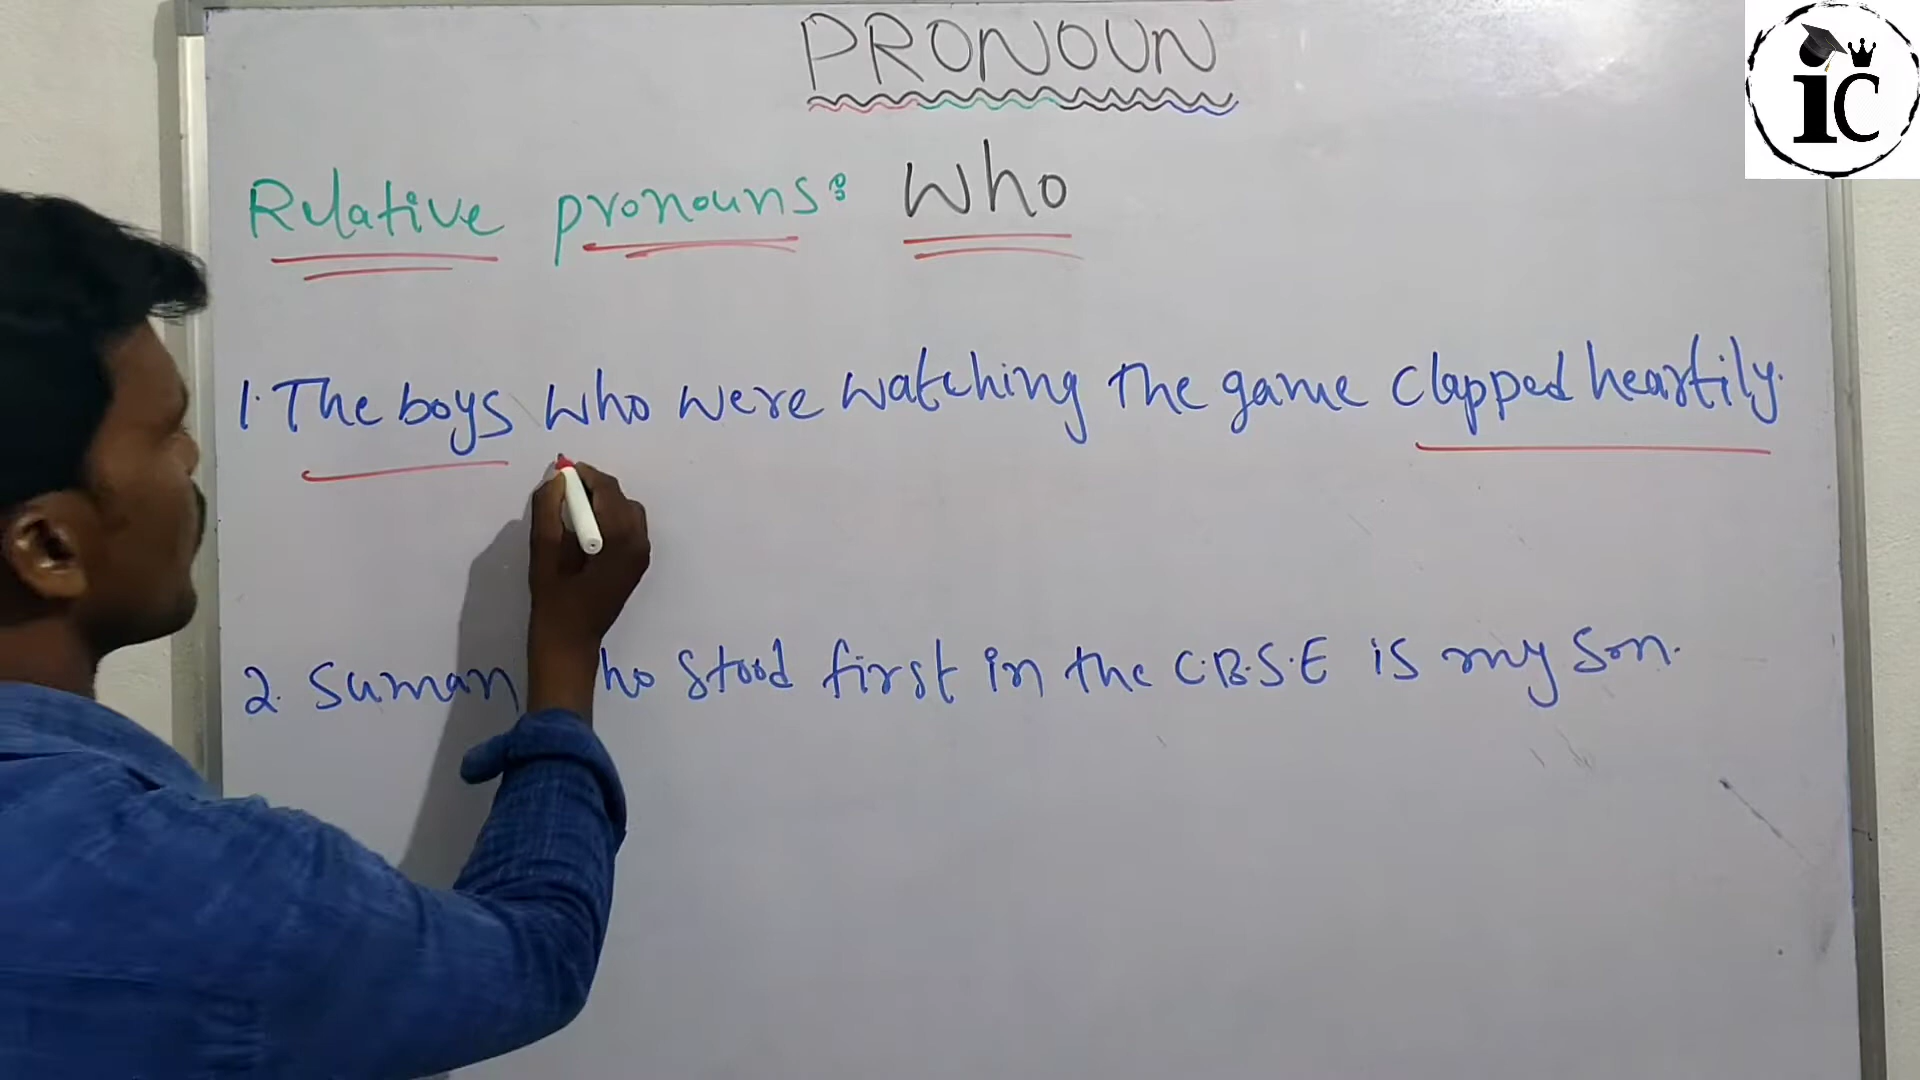 PRONOUN
Relative pronouns: Who
1. The boys who were watching the game clapped heartily.
2. Suman ho stood first in the C.B.S.E is my son.
iC